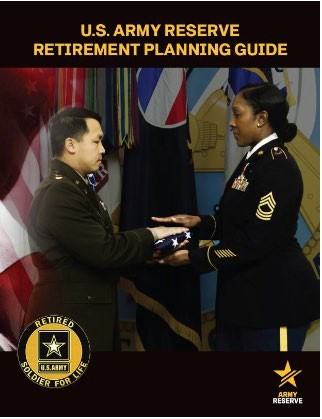 U.S. ARMY RESERVE
RETIREMENT PLANNING GUIDE
RETIRED
U.S. ARMY
SOLDIER FOR LIFE
ARMY
RESERVE